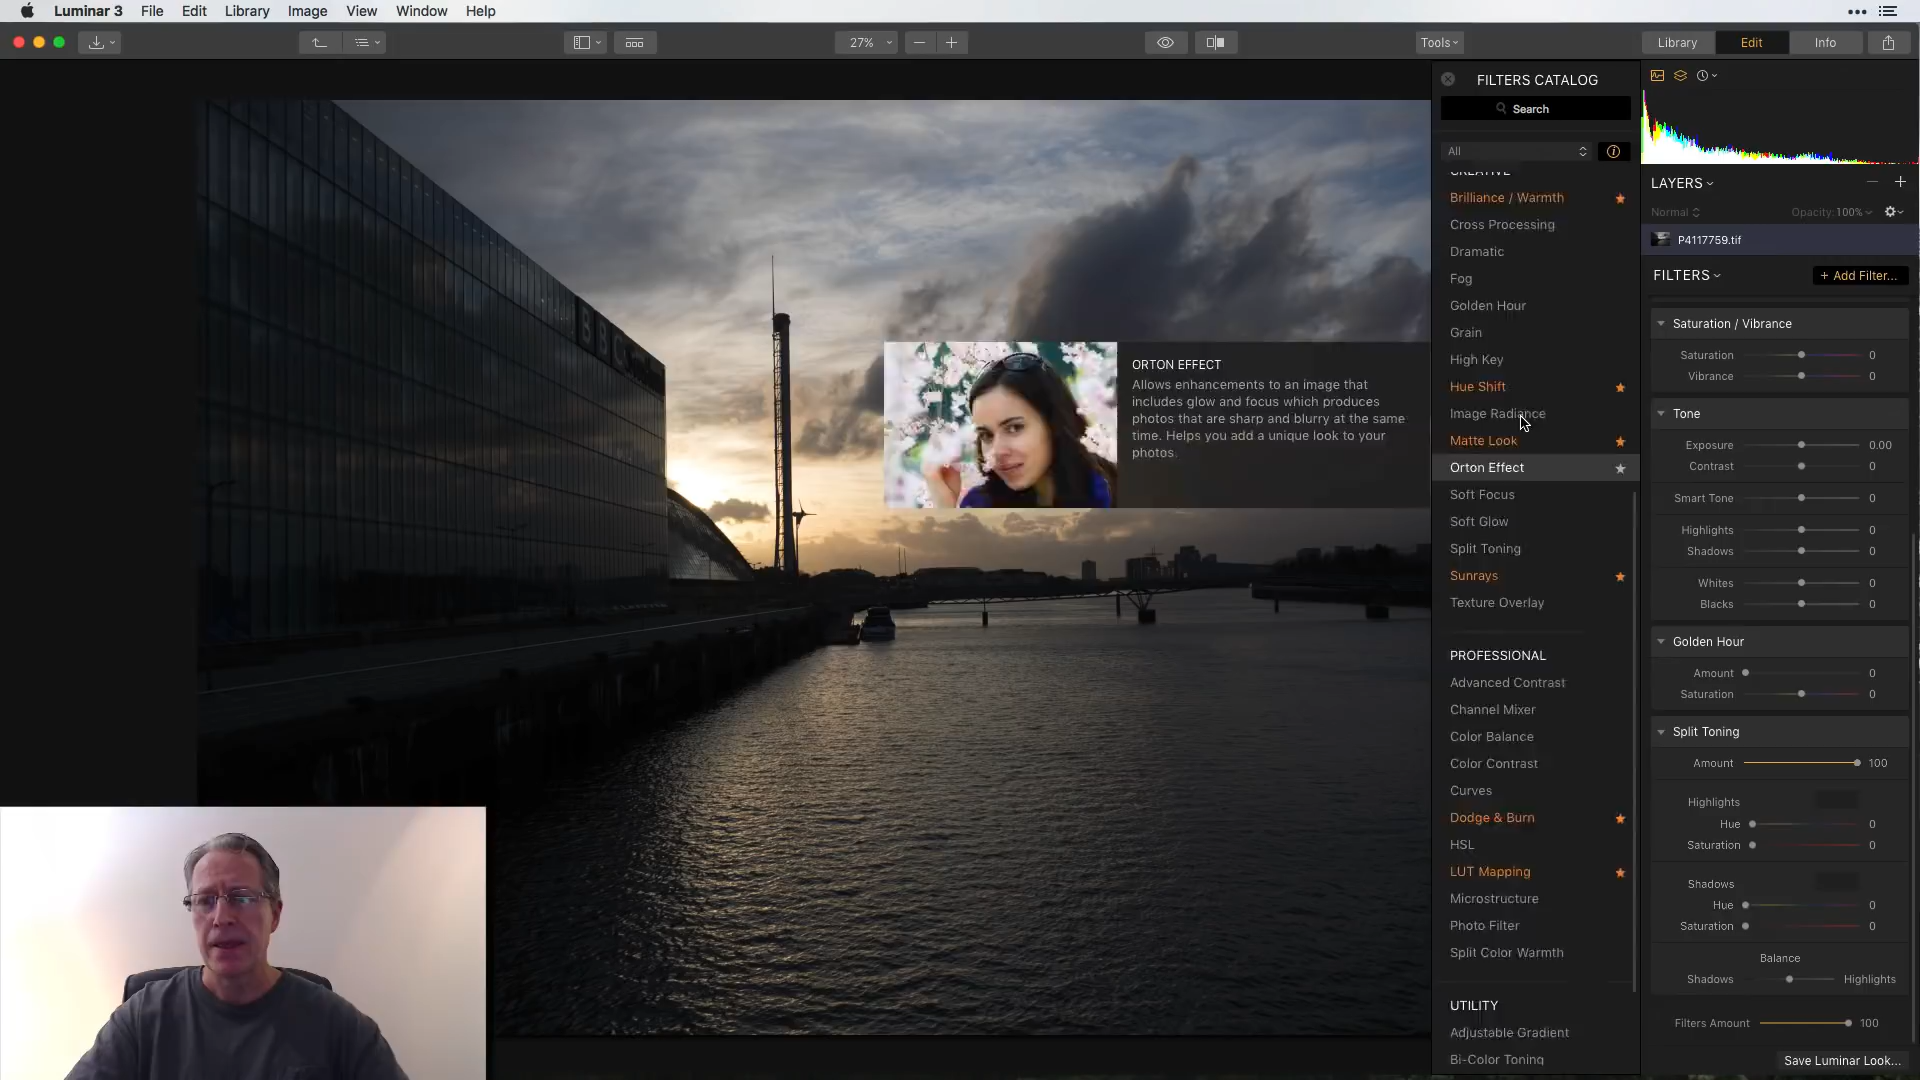 Luminar 3 File Edit Library Image View Window Help
27%
Tools
Library Edit Info
FILTERS CATALOG
Search
All
CREATIVE
Brilliance / Warmth
Cross Processing
Dramatic
Fog
Golden Hour
Grain
High Key
Hue Shift
Image Radiance
Matte Look
Orton Effect
Soft Focus
Soft Glow
Split Toning
Sunrays
Texture Overlay
PROFESSIONAL
Advanced Contrast
Channel Mixer
Color Balance
Color Contrast
Curves
Dodge & Burn
HSL
LUT Mapping
Microstructure
Photo Filter
Split Color Warmth
UTILITY
Adjustable Gradient
Bi-Color Toning
ORTON EFFECT
Allows enhancements to an image that
includes glow and focus which produces
photos that are sharp and blurry at the same
time. Helps you add a unique look to your
photos.
BBC
LAYERS
Normal Opacity: 100%
P4117759.tif
FILTERS + Add Filter...
Saturation / Vibrance
Saturation 0
Vibrance 0
Tone
Exposure 0.00
Contrast 0
Smart Tone 0
Highlights 0
Shadows 0
Whites 0
Blacks 0
Golden Hour
Amount 0
Saturation 0
Split Toning
Amount 100
Highlights
Hue 0
Saturation 0
Shadows
Hue 0
Saturation 0
Balance
Shadows Highlights
Filters Amount 100
Save Luminar Look...